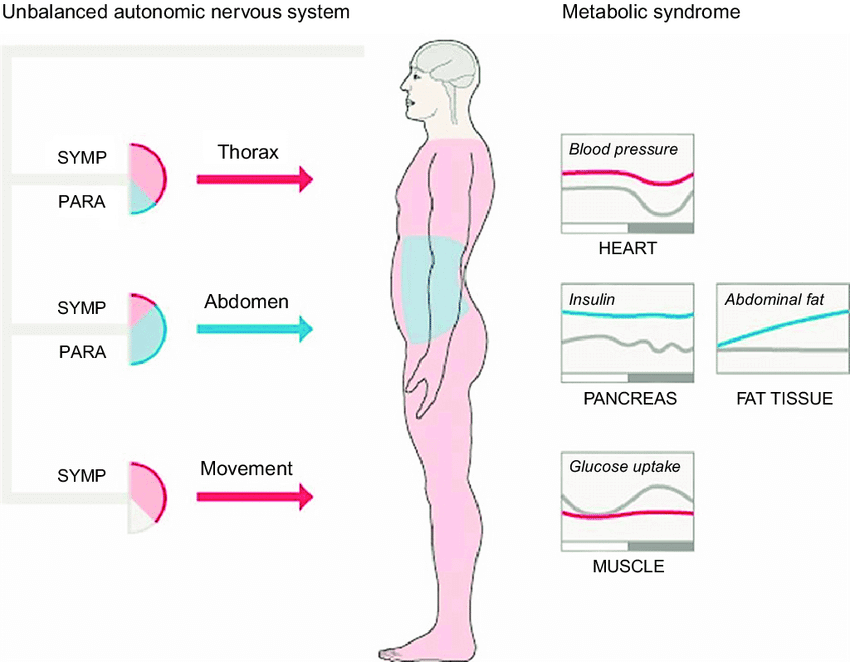 Unbalanced autonomic nervous system
Metabolic syndrome
SYMP
PARA
Thorax
Blood pressure
HEART
SYMP
PARA
Abdomen
Insulin
PANCREAS
Abdominal fat
FAT TISSUE
SYMP
Movement
Glucose uptake
MUSCLE